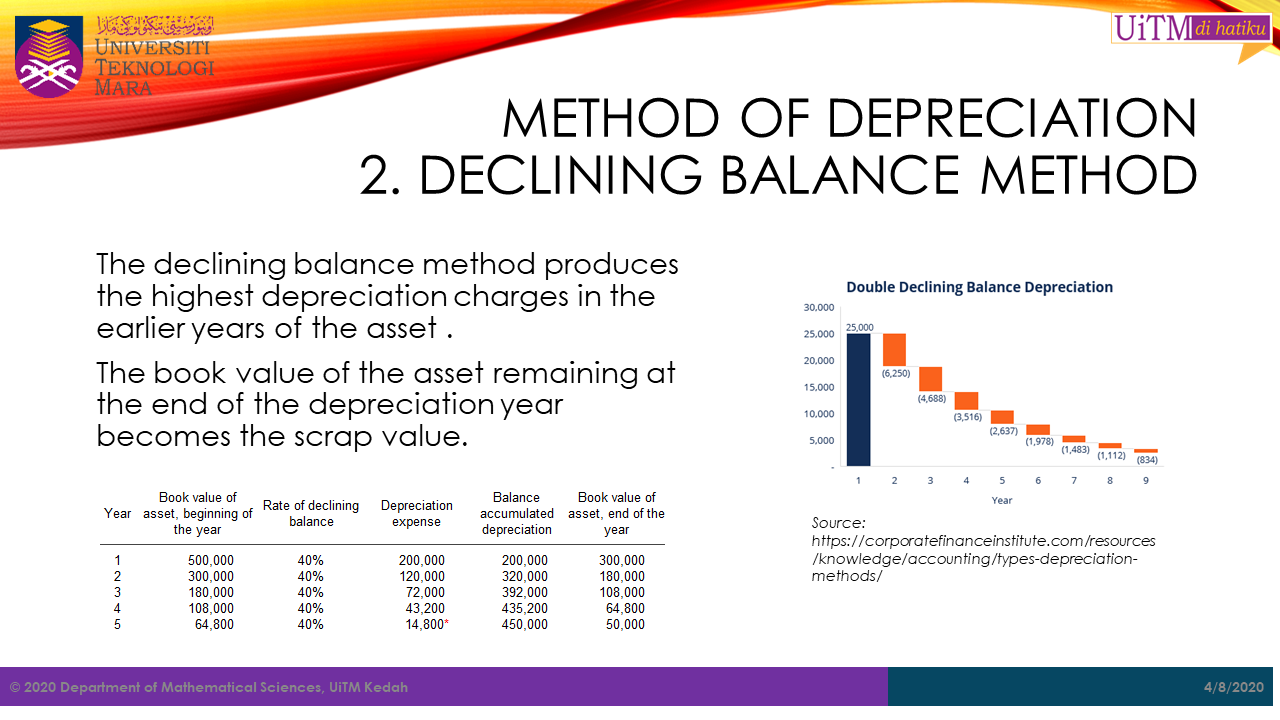 اونيۏرسيتي تيكنولوݢي مارا
UNIVERSITI
TEKNOLOGI
MARA
UiTM di hatiku
METHOD OF DEPRECIATION
2. DECLINING BALANCE METHOD
The declining balance method produces
the highest depreciation charges in the
earlier years of the asset .
The book value of the asset remaining at
the end of the depreciation year
becomes the scrap value.
Year Book value of asset, beginning of the year Rate of declining balance Depreciation expense Balance accumulated depreciation Book value of asset, end of the year
1 500,000 40% 200,000 200,000 300,000
2 300,000 40% 120,000 320,000 180,000
3 180,000 40% 72,000 392,000 108,000
4 108,000 40% 43,200 435,200 64,800
5 64,800 40% 14,800* 450,000 50,000
Double Declining Balance Depreciation
30,000
25,000
20,000
15,000
10,000
5,000
-
25,000
(6,250)
(4,688)
(3,516)
(2,637)
(1,978)
(1,483)
(1,112)
(834)
1 2 3 4 5 6 7 8 9
Year
Source:
https://corporatefinanceinstitute.com/resources
/knowledge/accounting/types-depreciation-
methods/
© 2020 Department of Mathematical Sciences, UiTM Kedah
4/8/2020